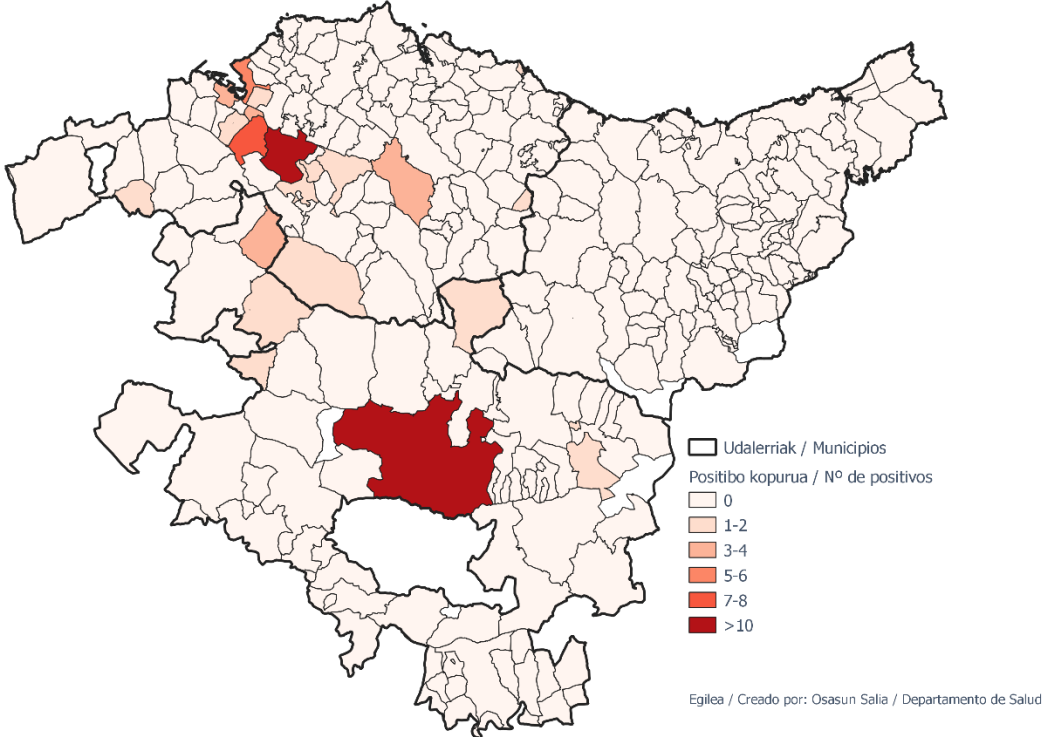 Udalerriak / Municipios
Positibo kopurua / Nº de positivos
0
1-2
3-4
5-6
7-8
>10
Egilea / Creado por: Osasun Salia / Departamento de Salud